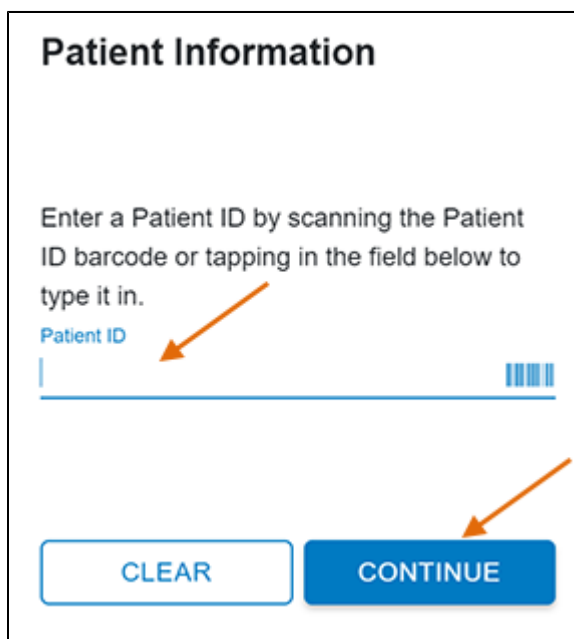 Patient Information
Enter a Patient ID by scanning the Patient
ID barcode or tapping in the field below to
type it in.
Patient ID
CLEAR
CONTINUE